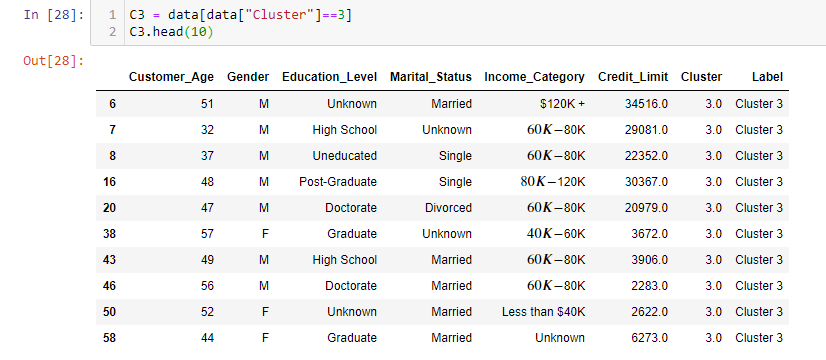 In [28]: 1 C3 = data[data["Cluster"]==3]
2 C3.head(10)
Out[28]:
Customer_Age Gender Education_Level Marital_Status Income_Category Credit_Limit Cluster Label
6 51 M Unknown Married $120K + 34516.0 3.0 Cluster 3
7 32 M High School Unknown 60K−80K 29081.0 3.0 Cluster 3
8 37 M Uneducated Single 60K−80K 22352.0 3.0 Cluster 3
16 48 M Post-Graduate Single 80K−120K 30367.0 3.0 Cluster 3
20 47 M Doctorate Divorced 60K−80K 20979.0 3.0 Cluster 3
38 57 F Graduate Unknown 40K−60K 3672.0 3.0 Cluster 3
43 49 M High School Married 60K−80K 3906.0 3.0 Cluster 3
46 56 M Doctorate Married 60K−80K 2283.0 3.0 Cluster 3
50 52 F Unknown Married Less than $40K 2622.0 3.0 Cluster 3
58 44 F Graduate Married Unknown 6273.0 3.0 Cluster 3